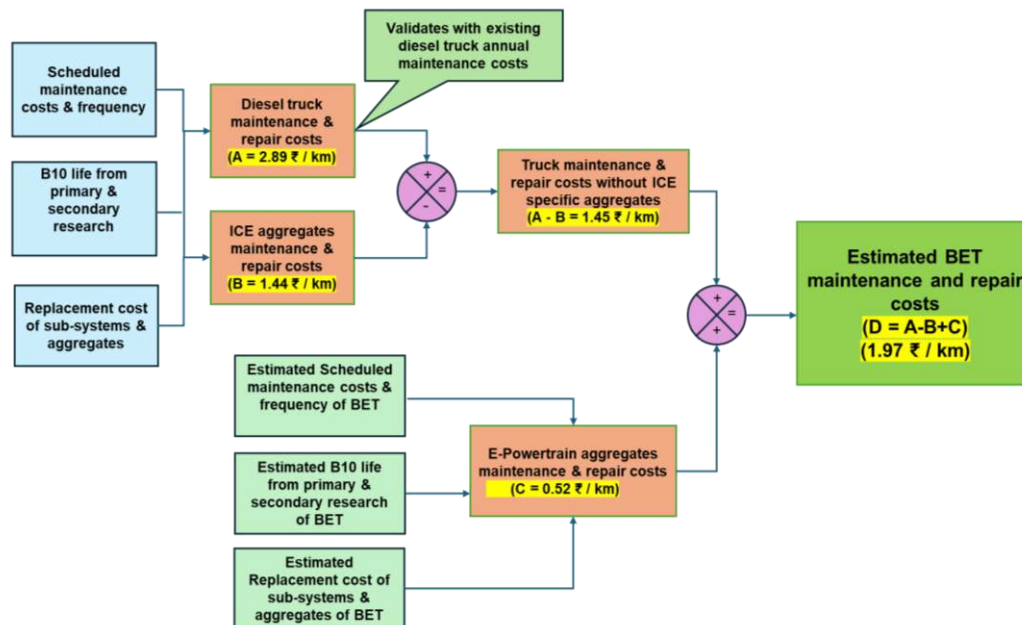 Scheduled
maintenance
costs & frequency
B10 life from
primary &
secondary
research
Replacement cost
of sub-systems &
aggregates
Validates with existing
diesel truck annual
maintenance costs
Diesel truck
maintenance &
repair costs
(A = 2.89 ₹ / km)
ICE aggregates
maintenance &
repair costs
(B = 1.44 ₹ / km)
+
=
-
Truck maintenance &
repair costs without ICE
specific aggregates
(A - B = 1.45 ₹ / km)
Estimated Scheduled
maintenance costs &
frequency of BET
Estimated B10 life
from primary &
secondary research
of BET
Estimated
Replacement cost of
sub-systems &
aggregates of BET
E-Powertrain aggregates
maintenance & repair costs
(C = 0.52 ₹ / km)
+
=
+
Estimated BET
maintenance and repair
costs
(D = A-B+C)
(1.97 ₹ / km)